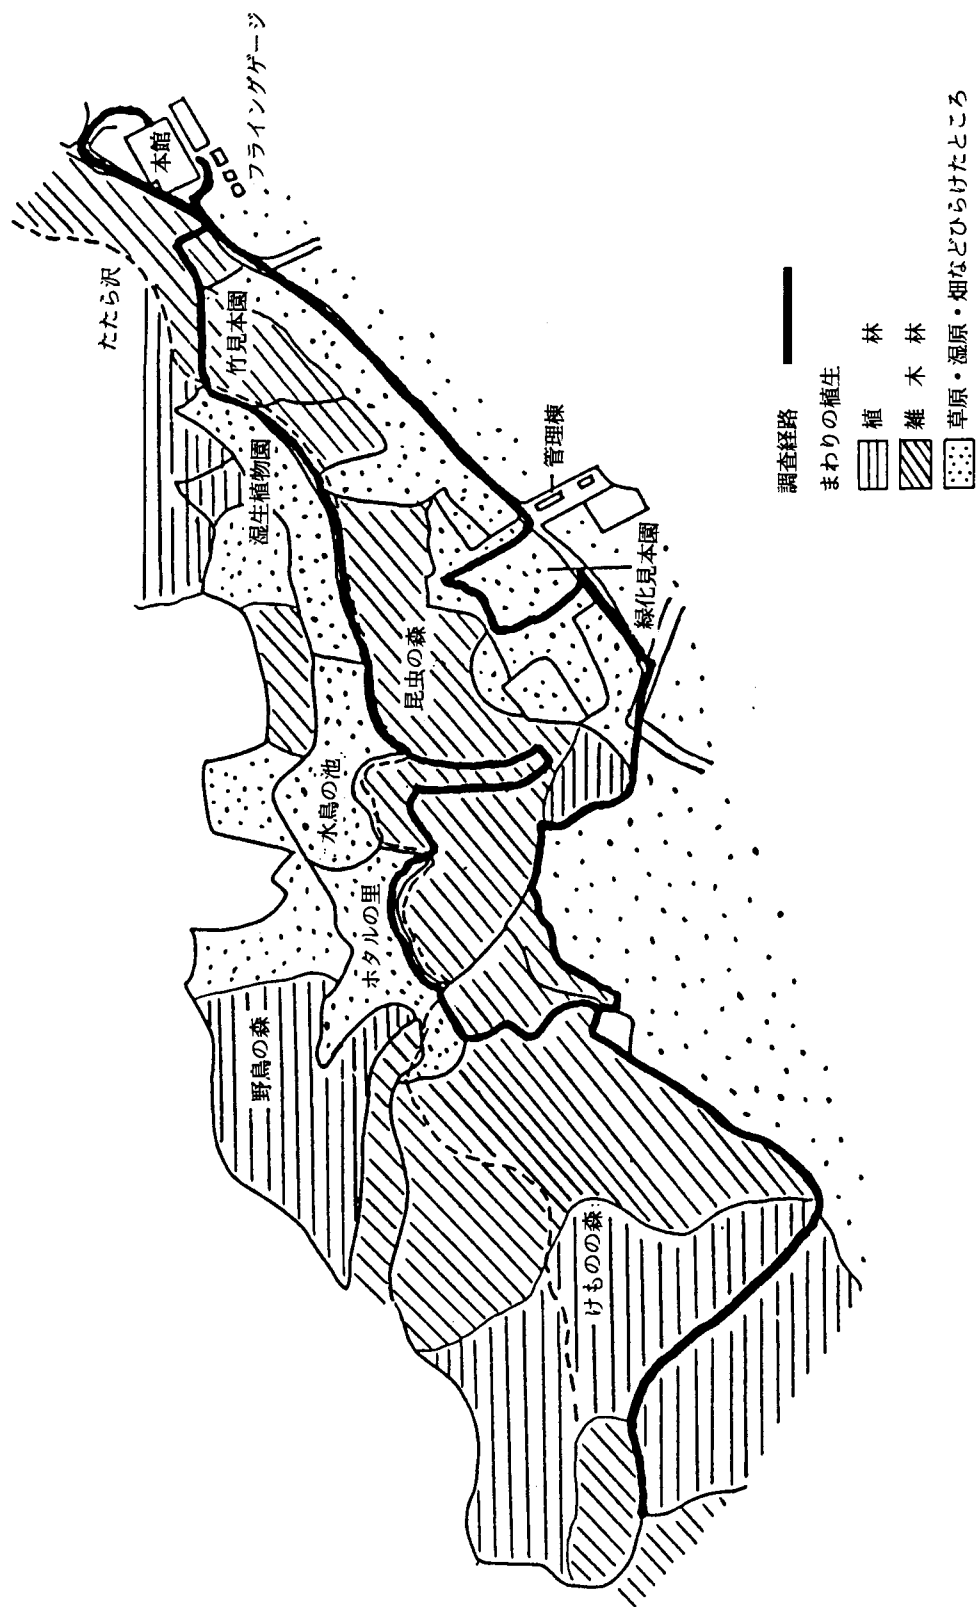 フライングゲージ
本館
たたら沢
竹見本園
湿生植物園
管理棟
緑化見本園
昆虫の森
水鳥の池
ホタルの里
野鳥の森
けものの森
調査経路
まわりの植生
植林
雑木林
草原・湿原・畑などひらけたところ